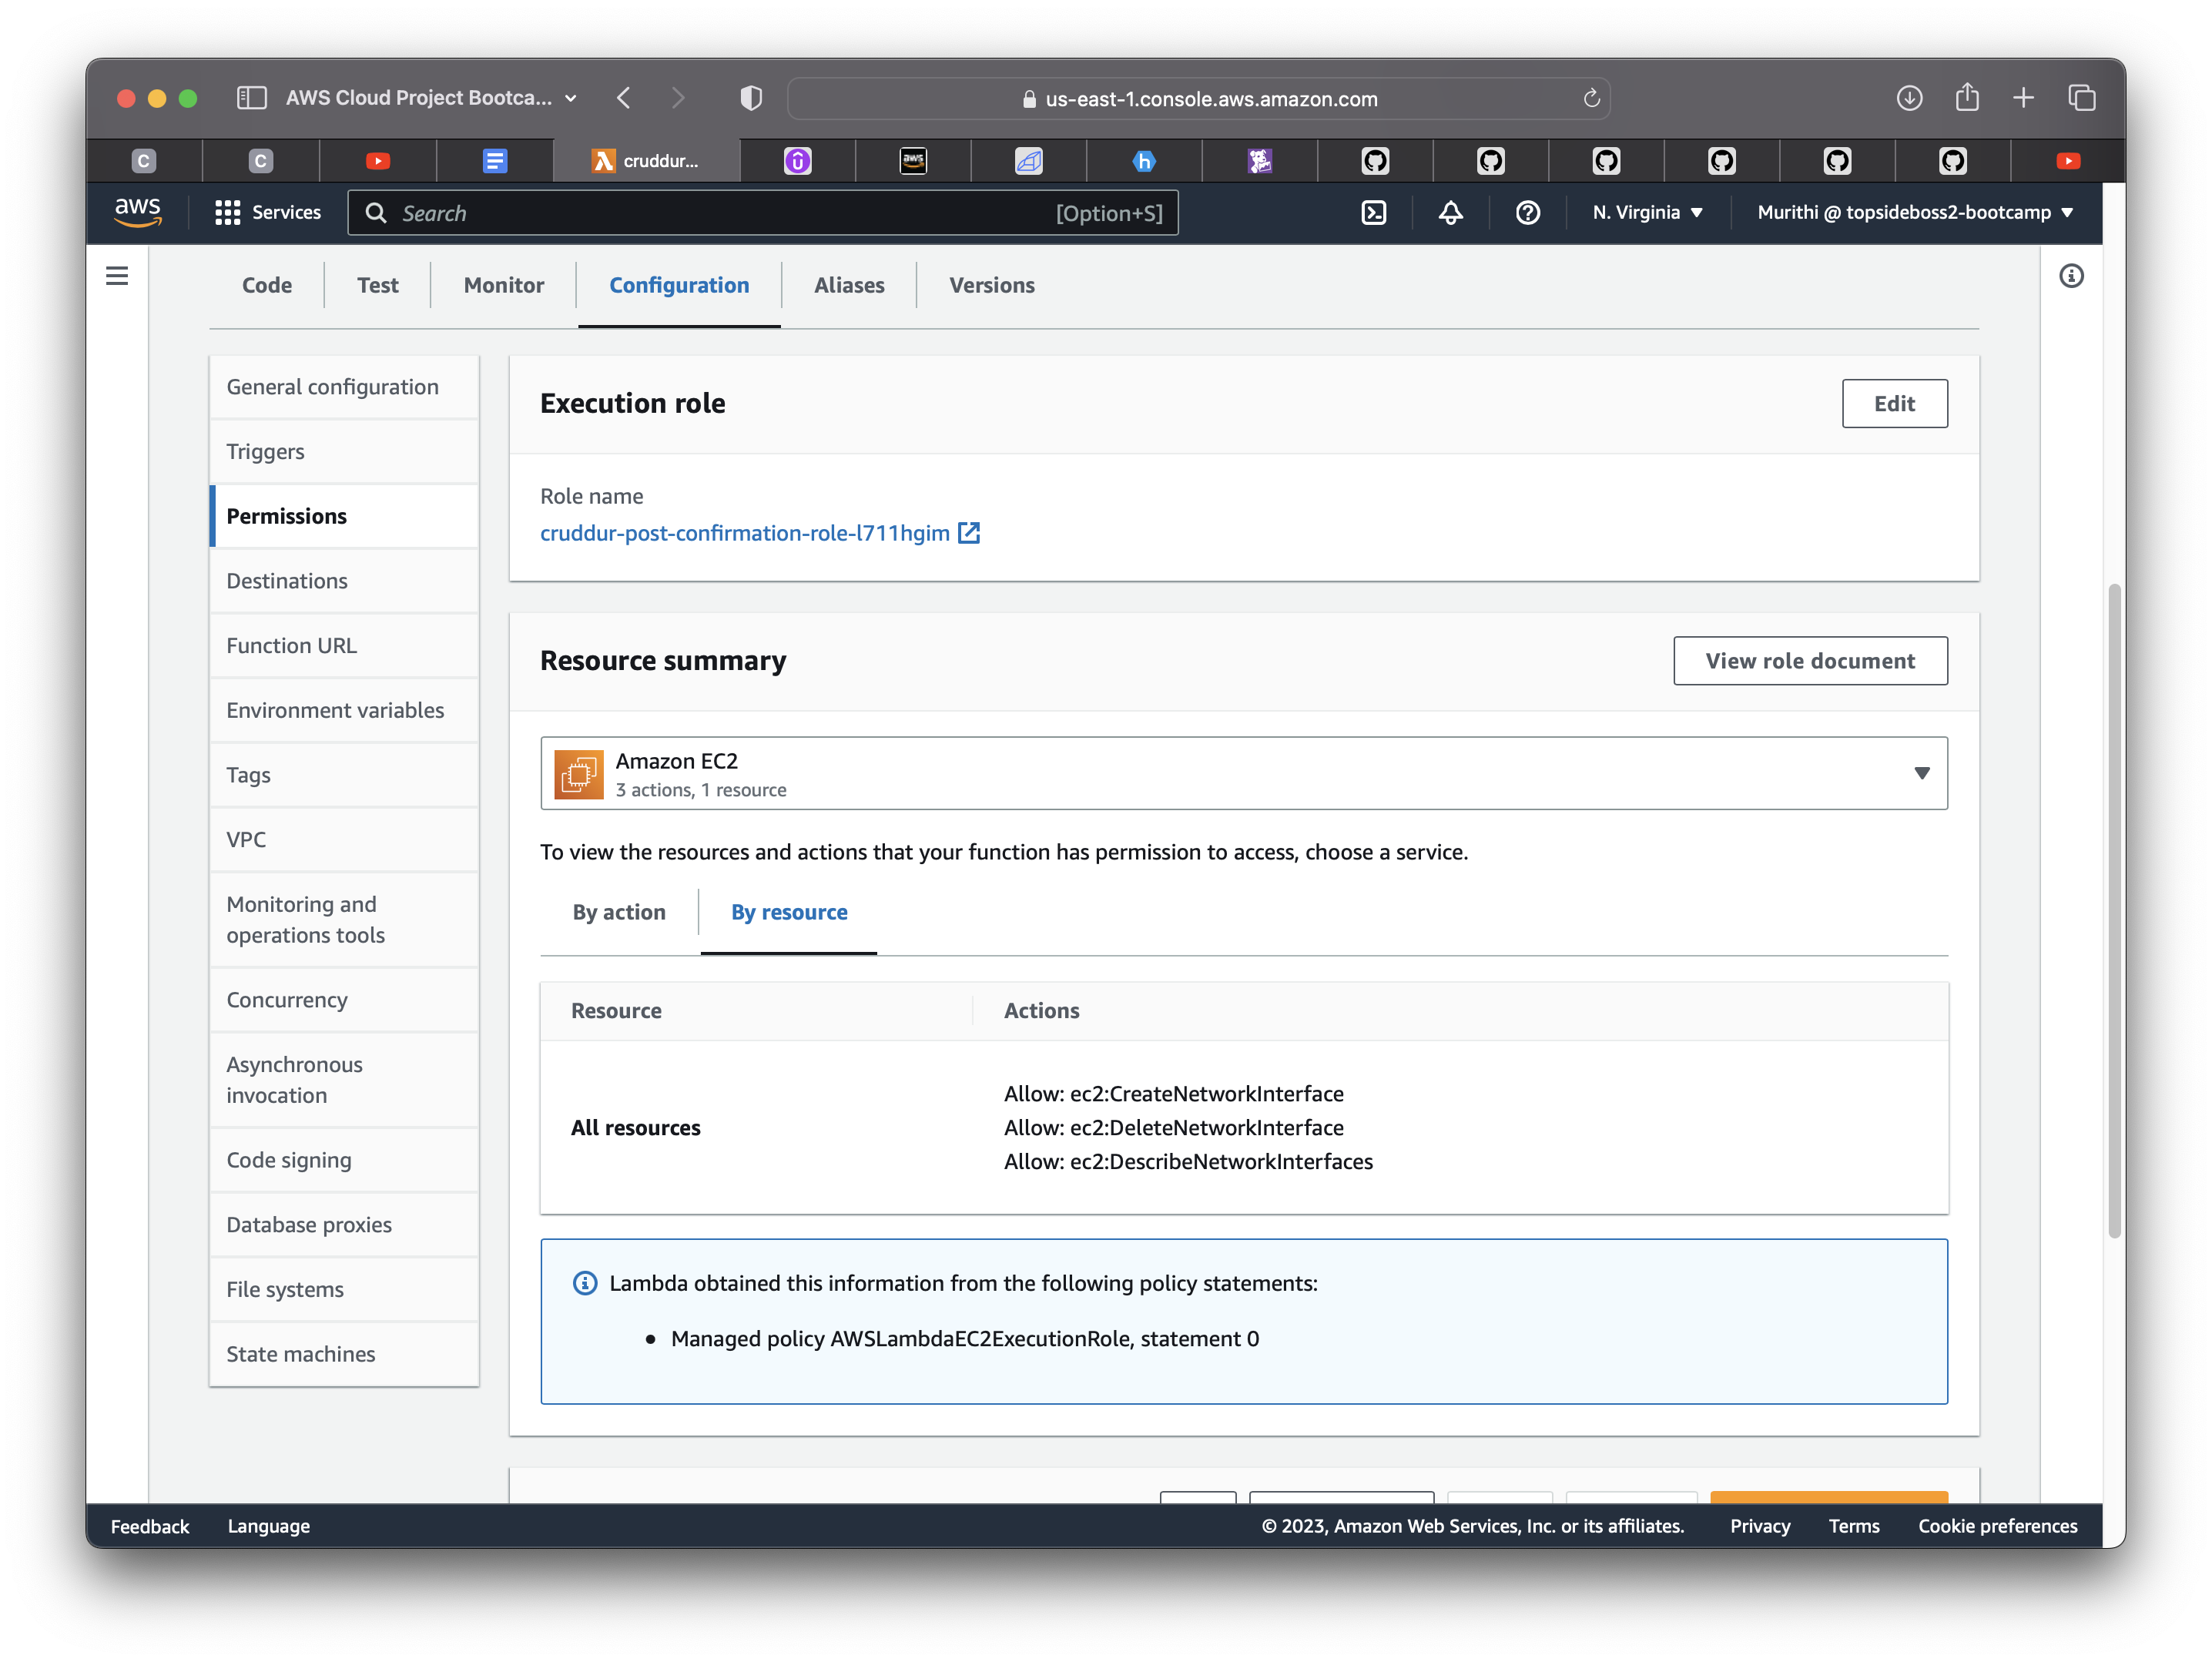 AWS Cloud Project Bootca...
us-east-1.console.aws.amazon.com
C
C
cruddur...
aws
h
aws
Services
Search
[Option+S]
N. Virginia
Murithi @ topsideboss2-bootcamp
Code
Test
Monitor
Configuration
Aliases
Versions
General configuration
Triggers
Permissions
Destinations
Function URL
Environment variables
Tags
VPC
Monitoring and
operations tools
Concurrency
Asynchronous
invocation
Code signing
Database proxies
File systems
State machines
Execution role
Edit
Role name
cruddur-post-confirmation-role-l711hgim
Resource summary
View role document
Amazon EC2
3 actions, 1 resource
To view the resources and actions that your function has permission to access, choose a service.
By action
By resource
Resource
Actions
All resources
Allow: ec2:CreateNetworkInterface
Allow: ec2:DeleteNetworkInterface
Allow: ec2:DescribeNetworkInterfaces
Lambda obtained this information from the following policy statements:
Managed policy AWSLambdaEC2ExecutionRole, statement 0
Feedback
Language
© 2023, Amazon Web Services, Inc. or its affiliates.
Privacy
Terms
Cookie preferences